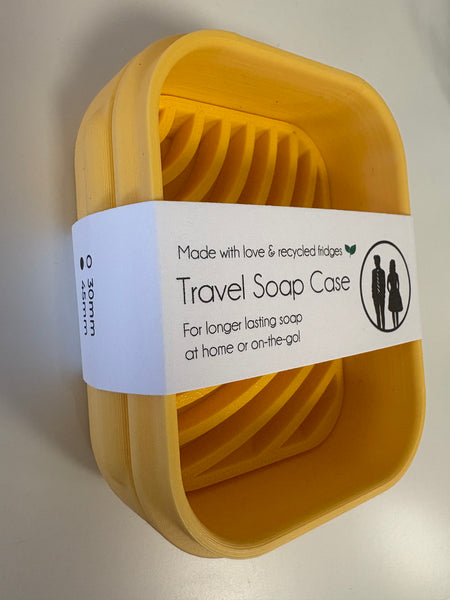 Made with love & recycled fridges
Travel Soap Case
For longer lasting soap
at home or on-the-go!
30mm
45mm